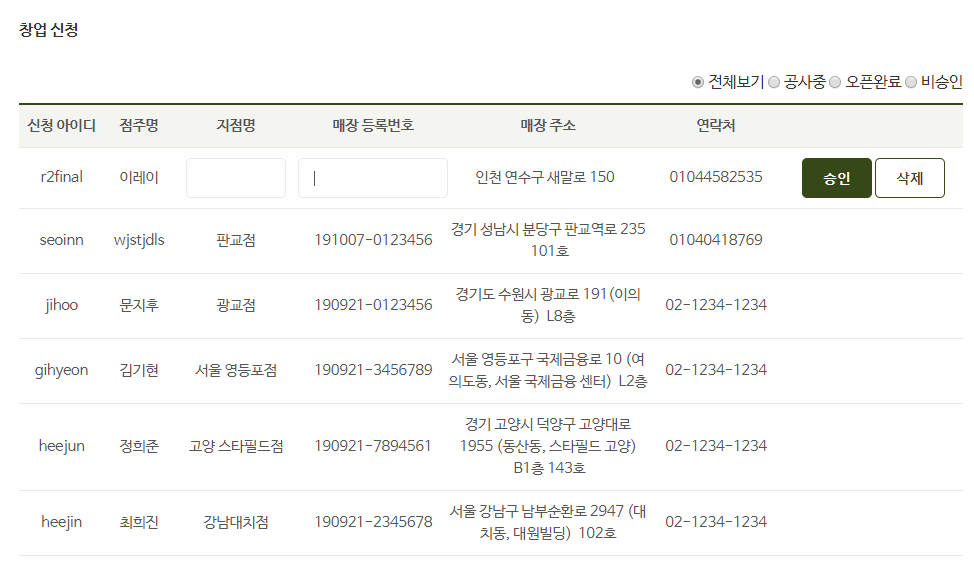 창업 신청
전체보기 공사중 오픈완료 비승인
신청 아이디 점주명 지점명 매장 등록번호 매장 주소 연락처
r2final 이레이 인천 연수구 새말로 150 01044582535 승인 삭제
seoinn wjstjdls 판교점 191007-0123456 경기 성남시 분당구 판교역로 235
101호 01040418769
jihoo 문지후 광교점 190921-0123456 경기도 수원시 광교로 191(이의
동) L8층 02-1234-1234
gihyeon 김기현 서울 영등포점 190921-3456789 서울 영등포구 국제금융로 10 (여
의도동, 서울 국제금융 센터) L2층 02-1234-1234
heejun 정희준 고양 스타필드점 190921-7894561 경기 고양시 덕양구 고양대로
1955 (동산동, 스타필드 고양)
B1층 143호 02-1234-1234
heejin 최희진 강남대치점 190921-2345678 서울 강남구 남부순환로 2947 (대
치동, 대원빌딩) 102호 02-1234-1234